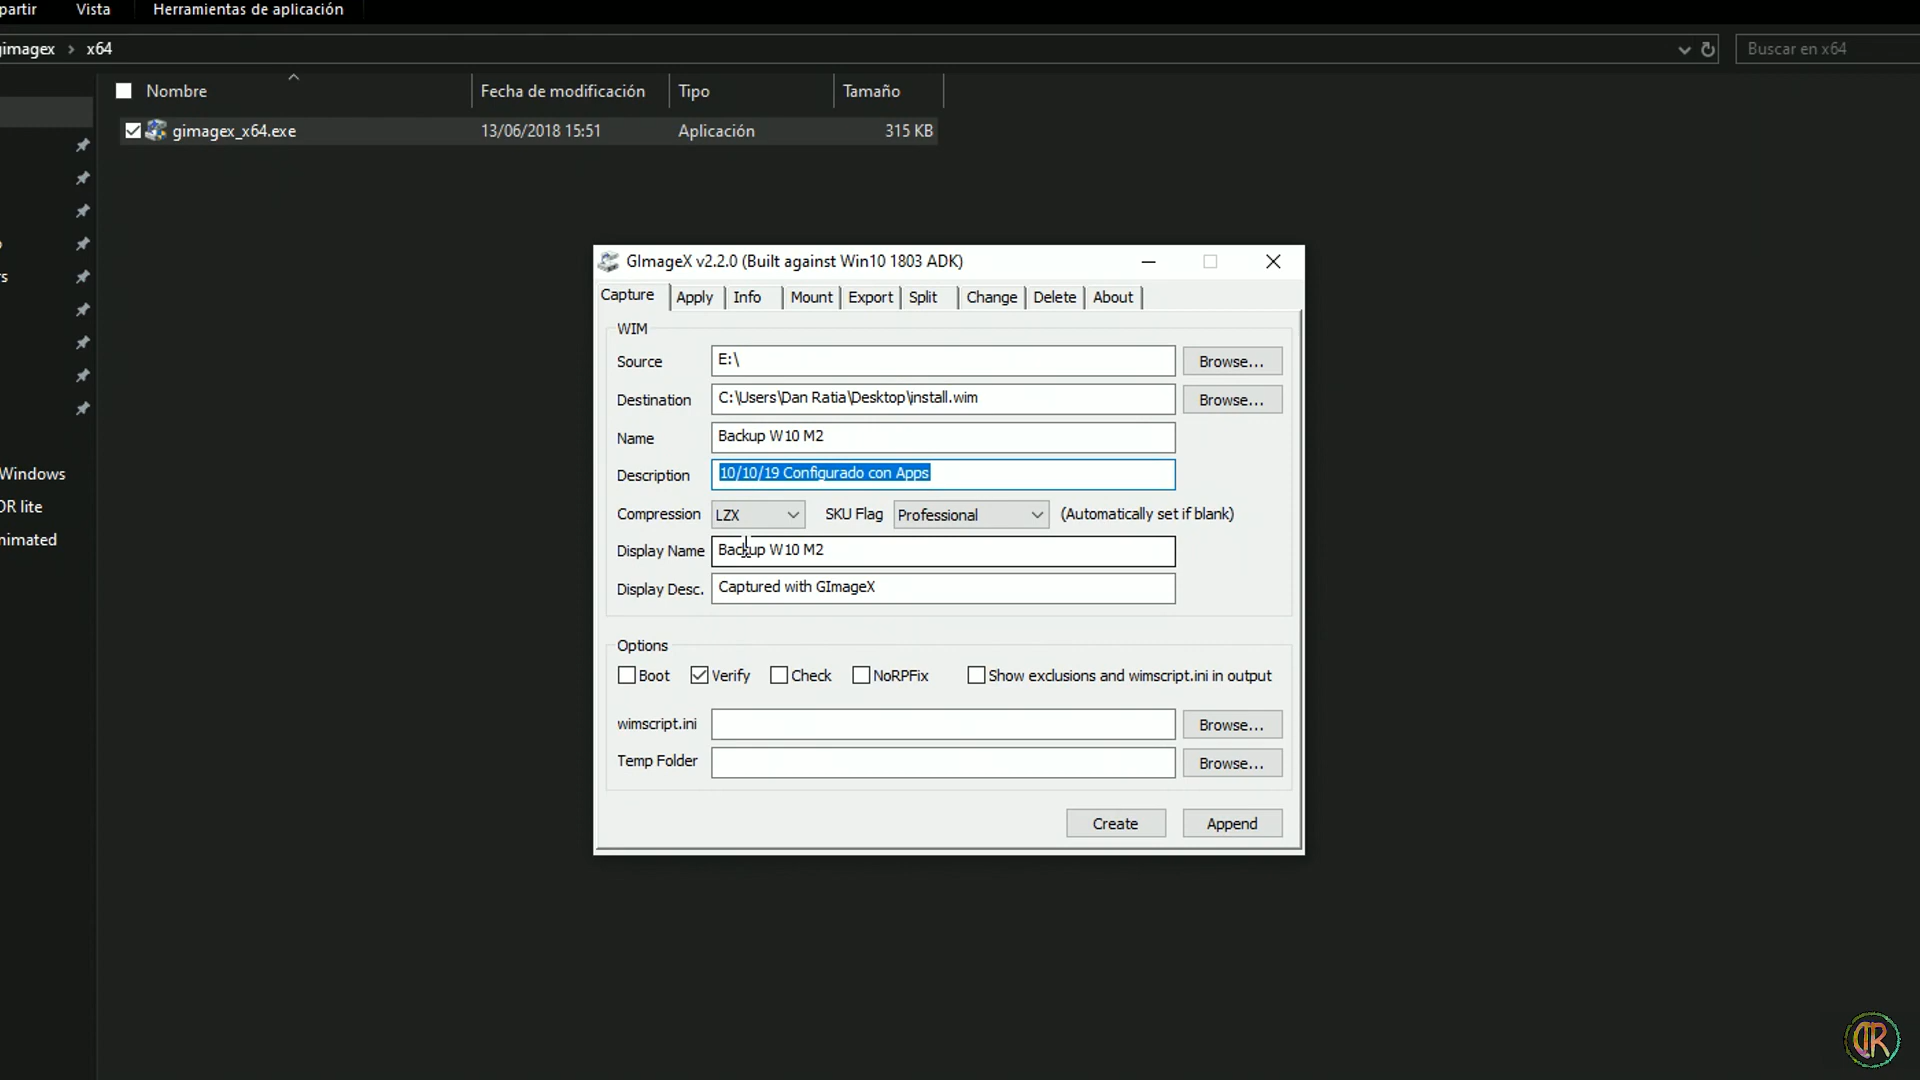 partir Vista Herramientas de aplicación
gimagex > x64 Buscar en x64
Nombre Fecha de modificación Tipo Tamaño
gimagex_x64.exe 13/06/2018 15:51 Aplicación 315 KB
GImageX v2.2.0 (Built against Win10 1803 ADK)
Capture Apply Info Mount Export Split Change Delete About
WIM
Source E:\ Browse...
Destination C:\Users\Dan Ratia\Desktop\install.wim Browse...
Name Backup W10 M2
Description 10/10/19 Configurado con Apps
Compression LZX SKU Flag Professional (Automatically set if blank)
Display Name Backup W10 M2
Display Desc. Captured with GImageX
Options
Boot Verify Check NoRPFix Show exclusions and wimscript.ini in output
wimscript.ini Browse...
Temp Folder Browse...
Create Append
Windows
OR lite
nimated